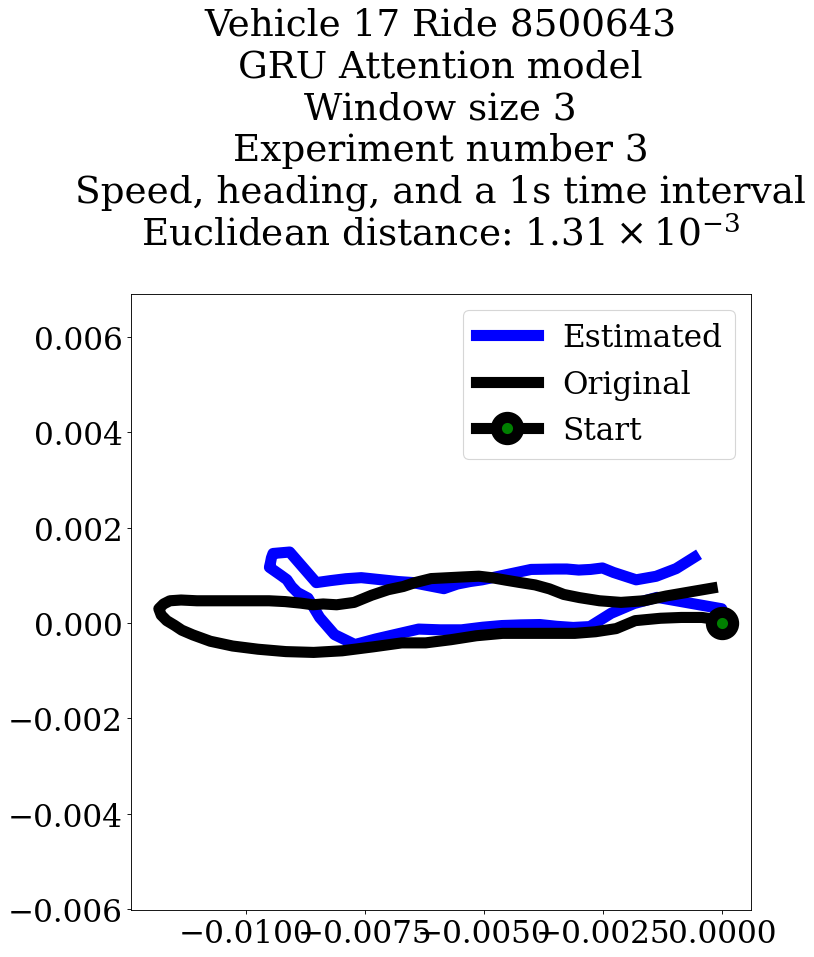 Vehicle 17 Ride 8500643
GRU Attention model
Window size 3
Experiment number 3
Speed, heading, and a 1s time interval
Euclidean distance: 1.31 × 10⁻³
Estimated
Original
Start
0.006
0.004
0.002
0.000
−0.002
−0.004
−0.006
−0.0100 −0.0075 −0.0050 −0.0025 0.0000